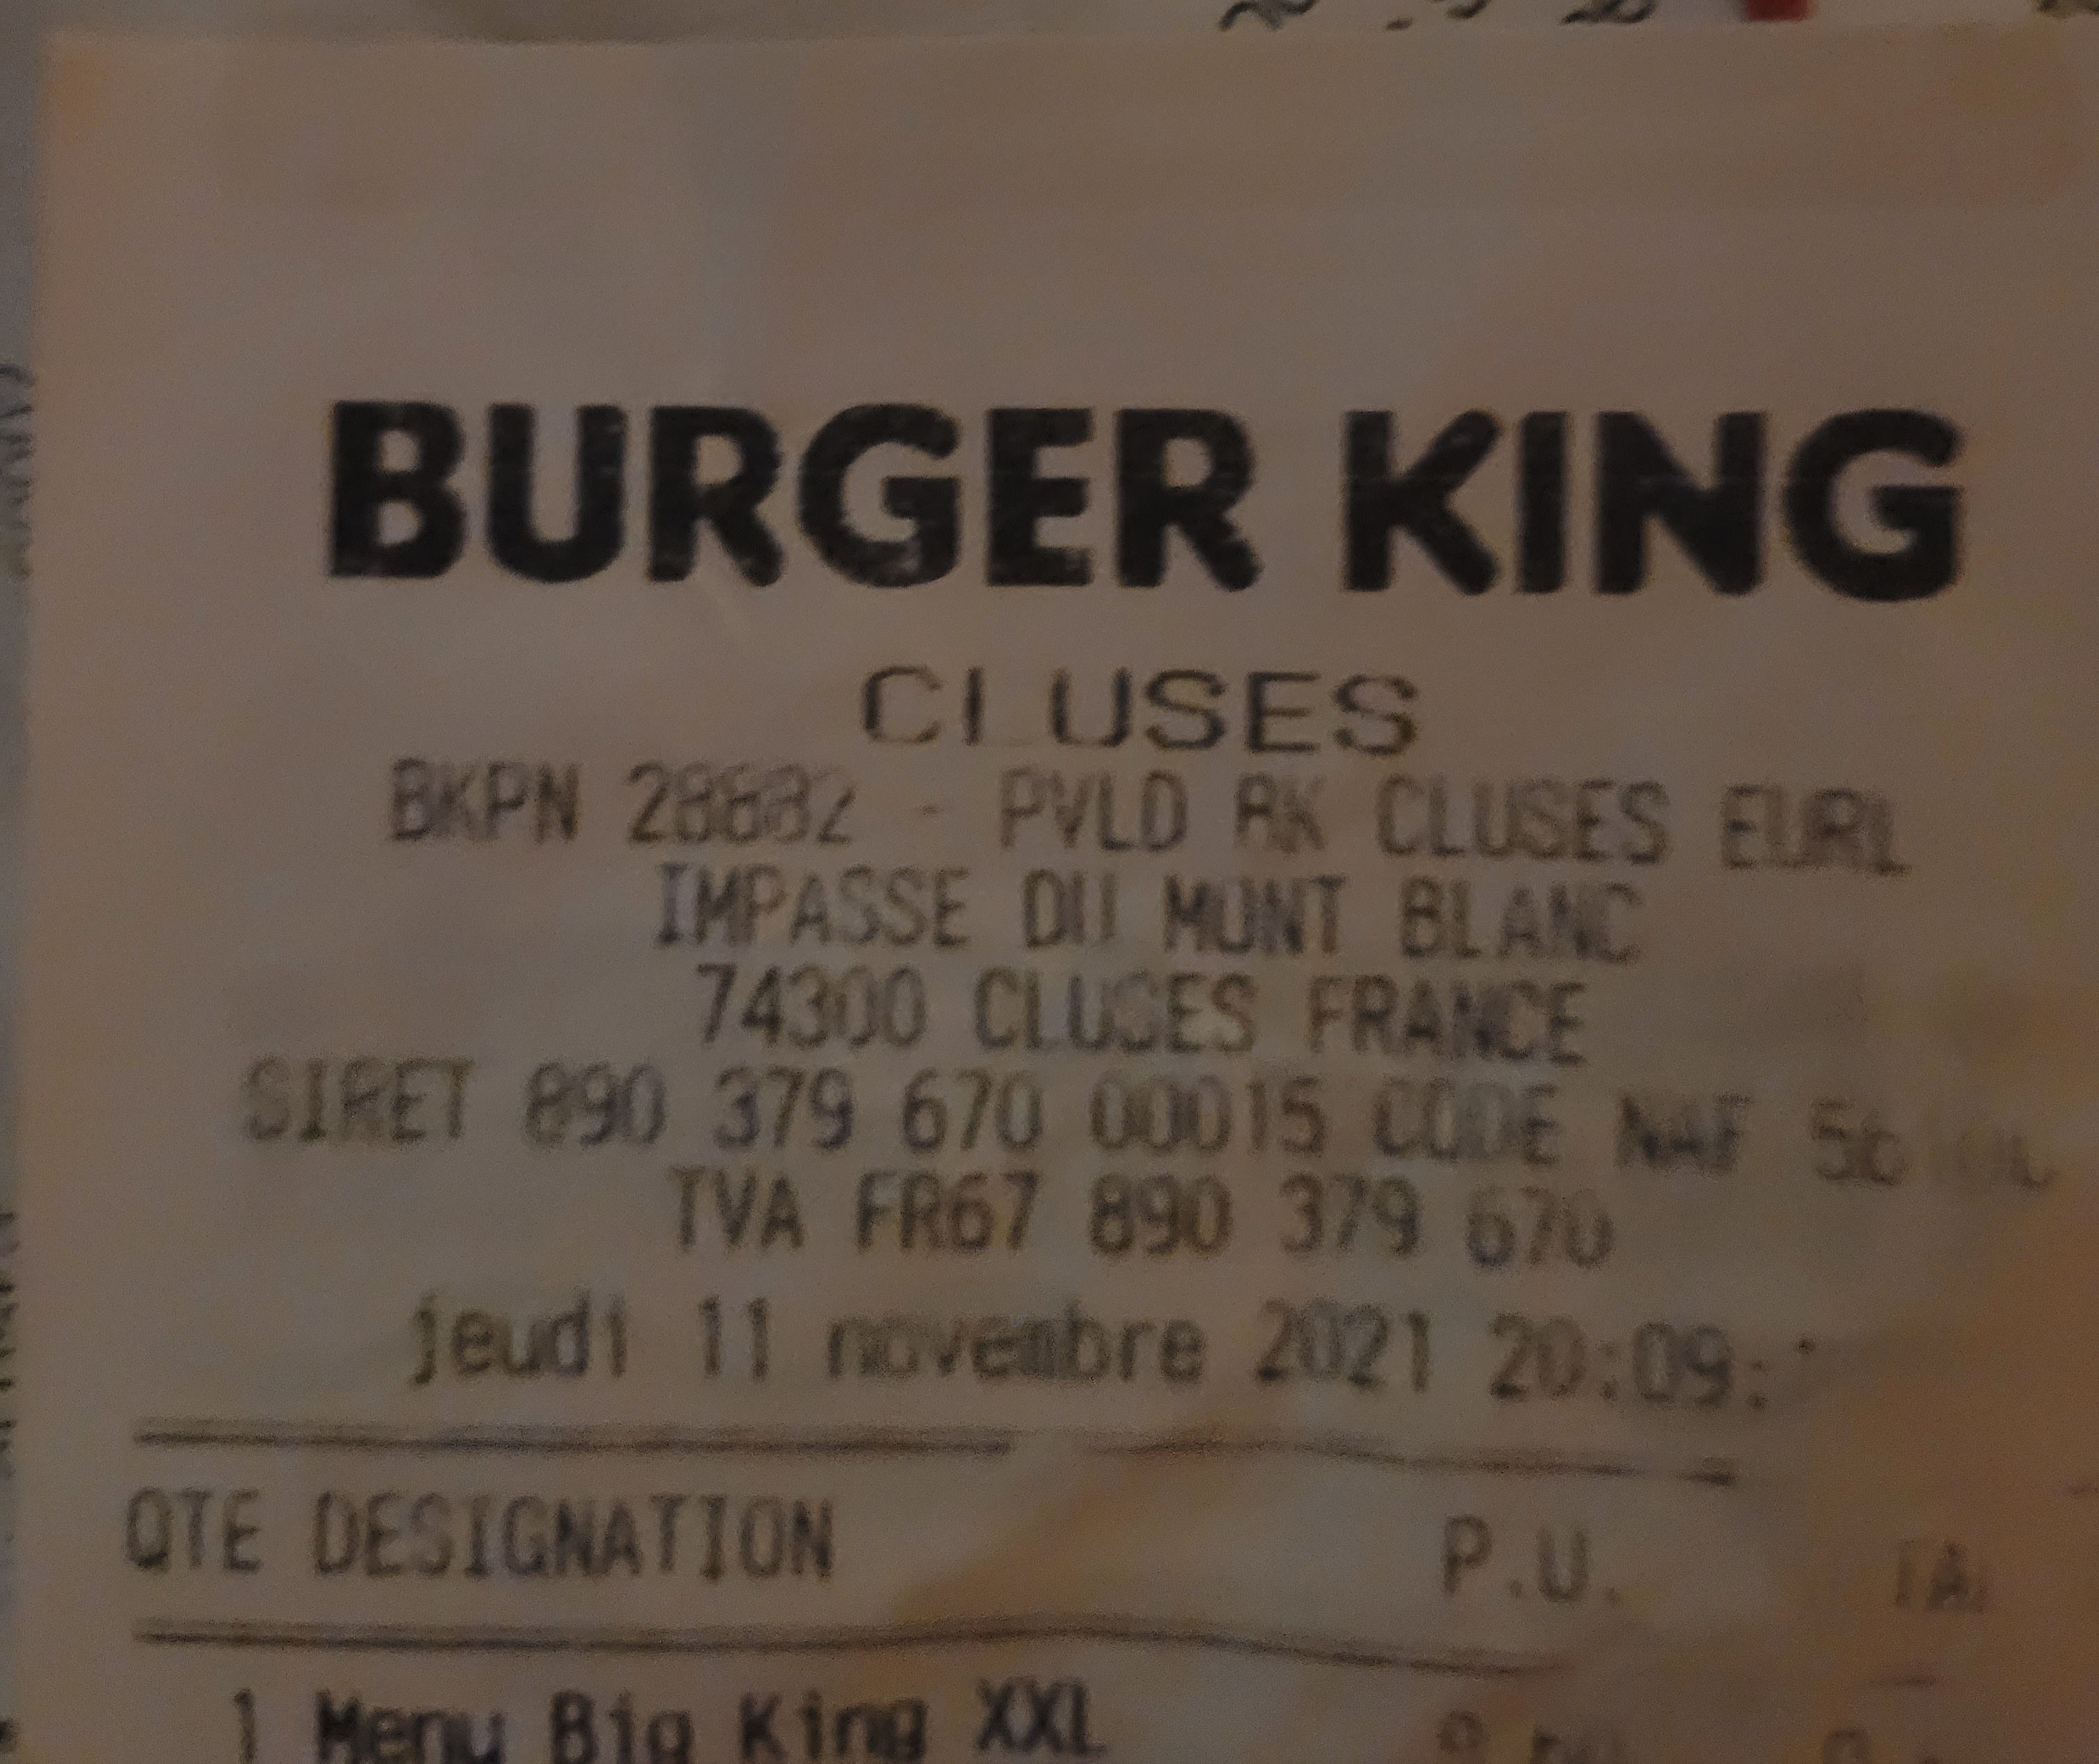 BURGER KING
CLUSES
BKPN - PVLD BK CLUSES EURL
IMPASSE DU MONT BLANC
74300 CLUSES FRANCE
SIRET 890 379 670 00015 CODE NAF
TVA FR67 890 379 670
jeudi 11 novembre 2021 20:09:
QTE DESIGNATION P.U.
1 Menu Big King XXL